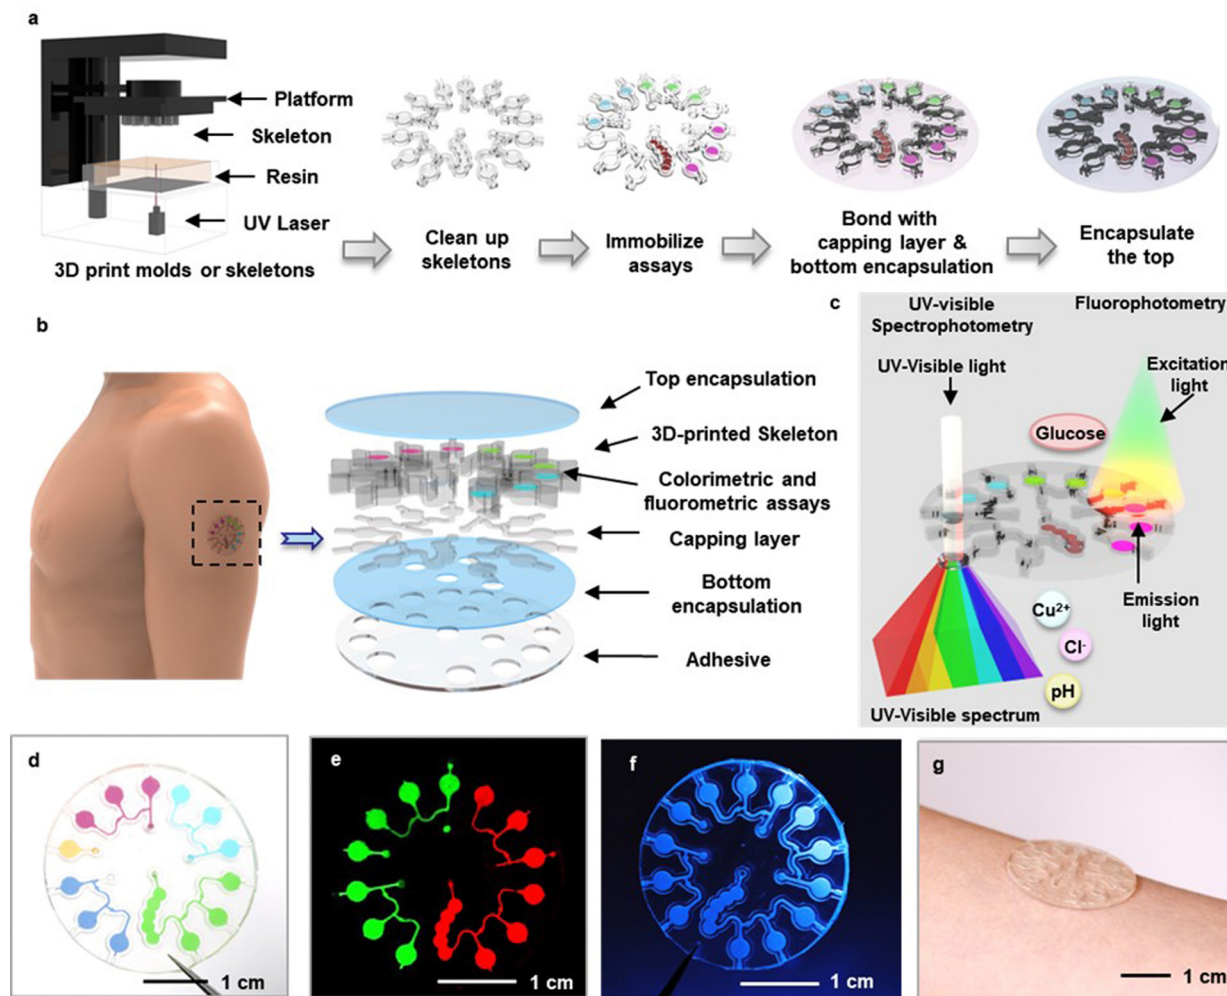 a
Platform
Skeleton
Resin
UV Laser
3D print molds or skeletons
Clean up
skeletons
Immobilize
assays
Bond with
capping layer &
bottom encapsulation
Encapsulate
the top
b
Top encapsulation
3D-printed Skeleton
Colorimetric and
fluorometric assays
Capping layer
Bottom
encapsulation
Adhesive
c
UV-visible
Spectrophotometry
Fluorophotometry
UV-Visible light
Excitation
light
Glucose
Cu²⁺
Cl⁻
pH
Emission
light
UV-Visible spectrum
d
1 cm
e
1 cm
f
1 cm
g
1 cm